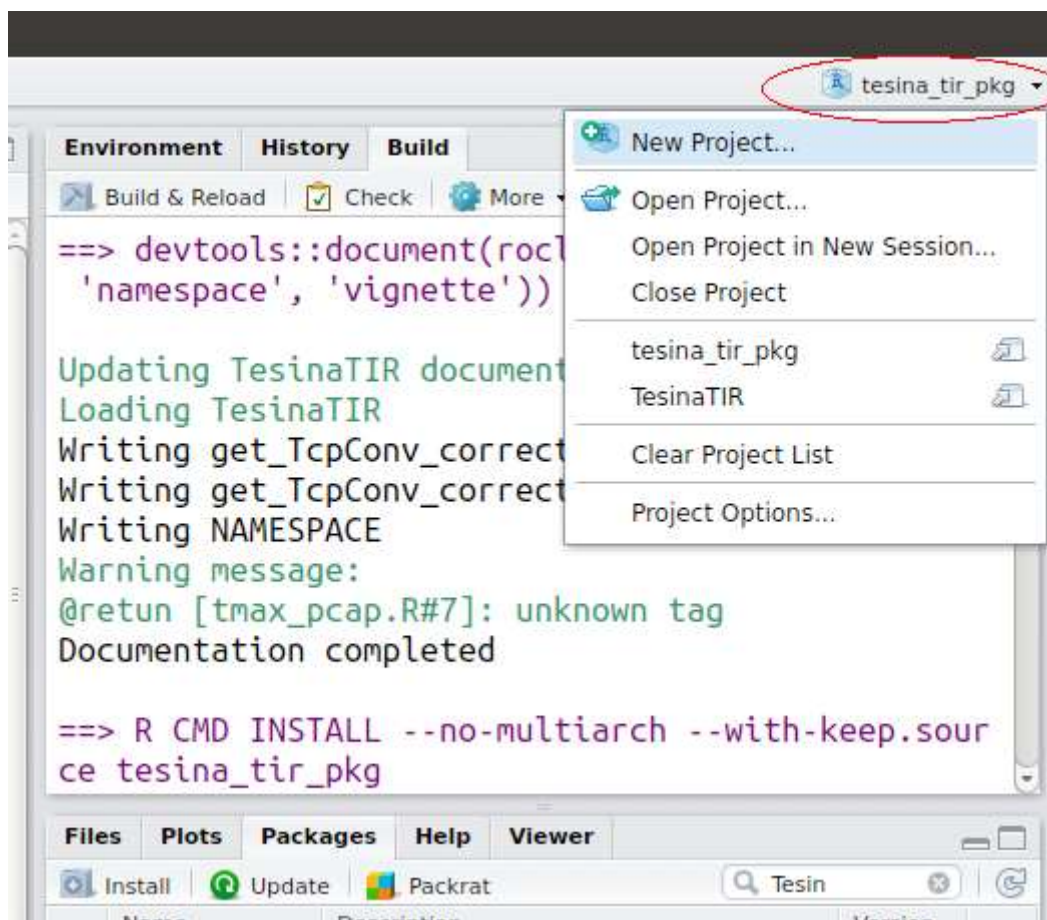 tesina_tir_pkg
Environment History Build
Build & Reload Check More
New Project...
Open Project...
Open Project in New Session...
Close Project
tesina_tir_pkg
TesinaTIR
Clear Project List
Project Options...
==> devtools::document(rocl
'namespace', 'vignette'))
Updating TesinaTIR document
Loading TesinaTIR
Writing get_TcpConv_correct
Writing get_TcpConv_correct
Writing NAMESPACE
Warning message:
@retun [tmax_pcap.R#7]: unknown tag
Documentation completed
==> R CMD INSTALL --no-multiarch --with-keep.sour
ce tesina_tir_pkg
Files Plots Packages Help Viewer
Install Update Packrat Tesin
Name Description Version